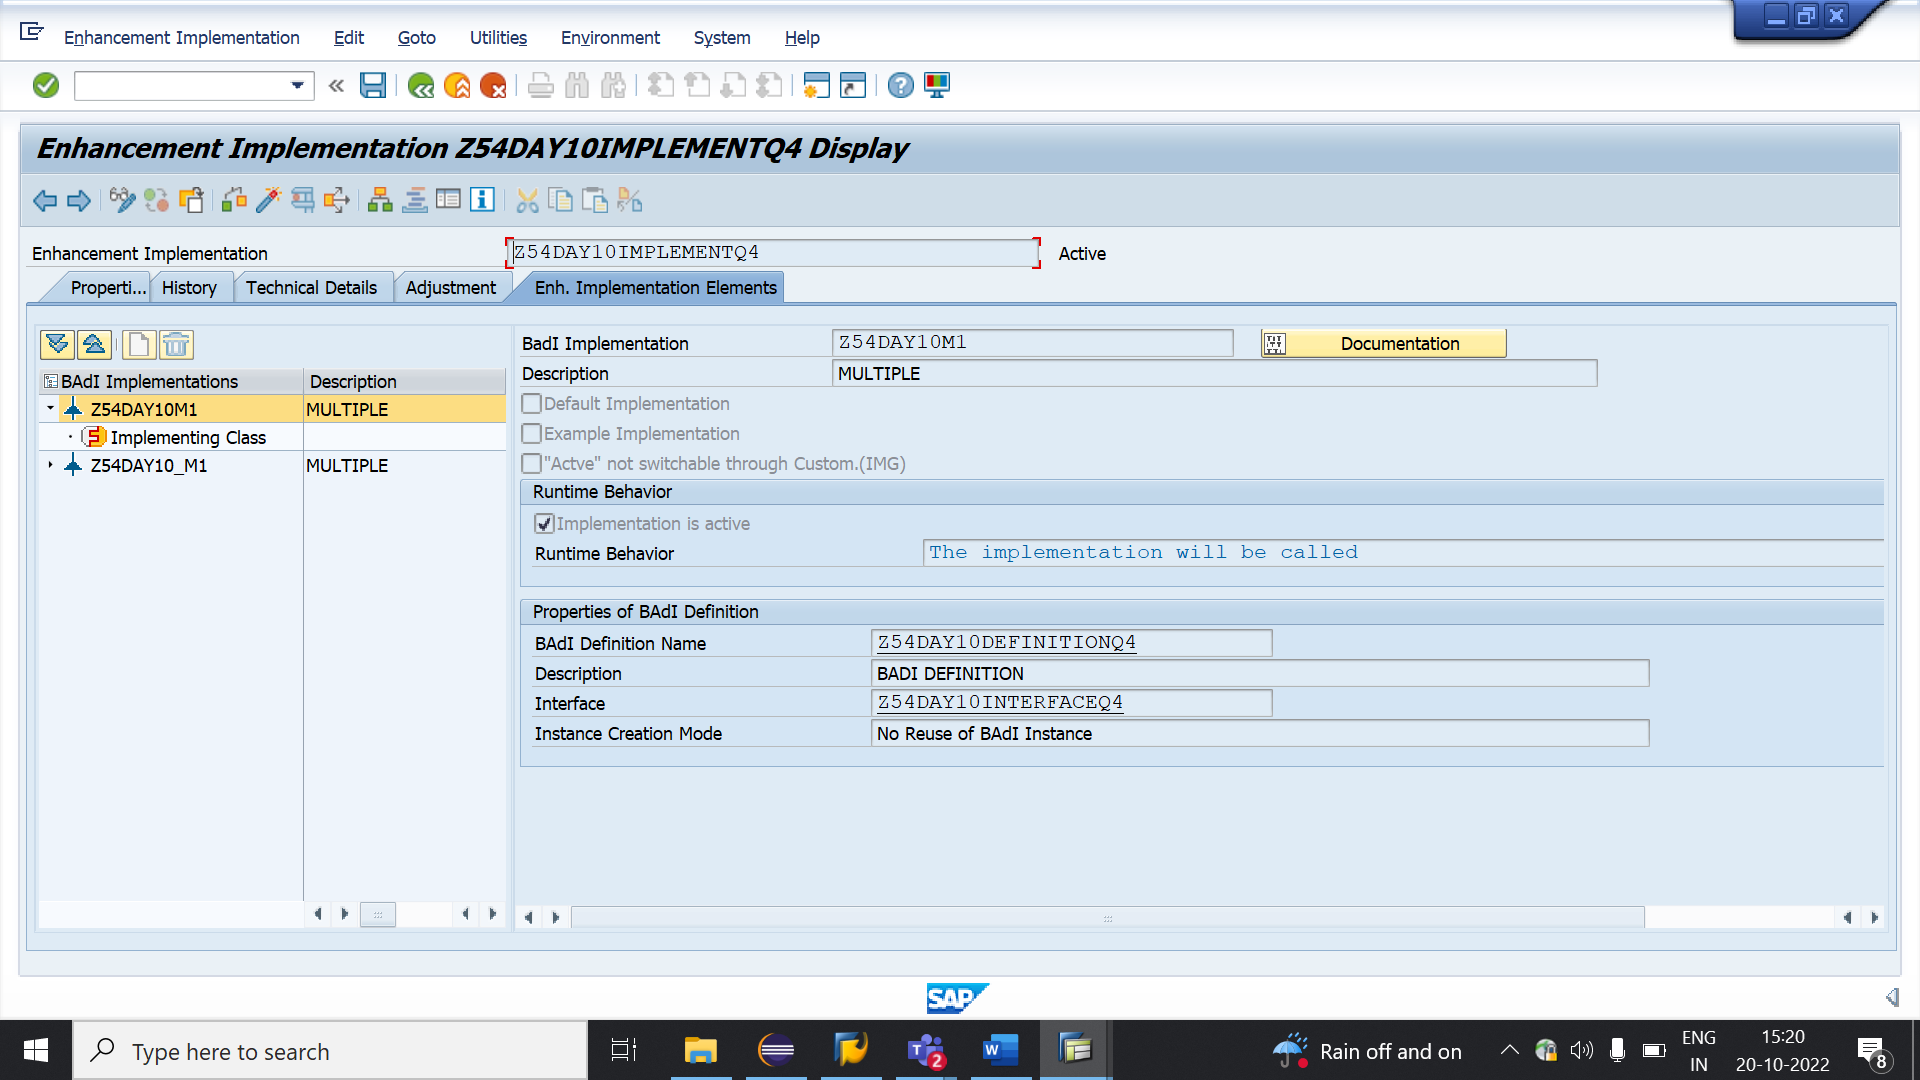 Enhancement Implementation Edit Goto Utilities Environment System Help
Enhancement Implementation Z54DAY10IMPLEMENTQ4 Display
Enhancement Implementation Z54DAY10IMPLEMENTQ4 Active
Properti... History Technical Details Adjustment Enh. Implementation Elements
BadI Implementation Z54DAY10M1 Documentation
Description MULTIPLE
BAdI Implementations Description
Z54DAY10M1 MULTIPLE
Implementing Class
Z54DAY10_M1 MULTIPLE
Default Implementation
Example Implementation
"Actve" not switchable through Custom.(IMG)
Runtime Behavior
Implementation is active
Runtime Behavior The implementation will be called
Properties of BAdI Definition
BAdI Definition Name Z54DAY10DEFINITIONQ4
Description BADI DEFINITION
Interface Z54DAY10INTERFACEQ4
Instance Creation Mode No Reuse of BAdI Instance
SAP
Type here to search
2
Rain off and on
ENG
IN
15:20
20-10-2022
8